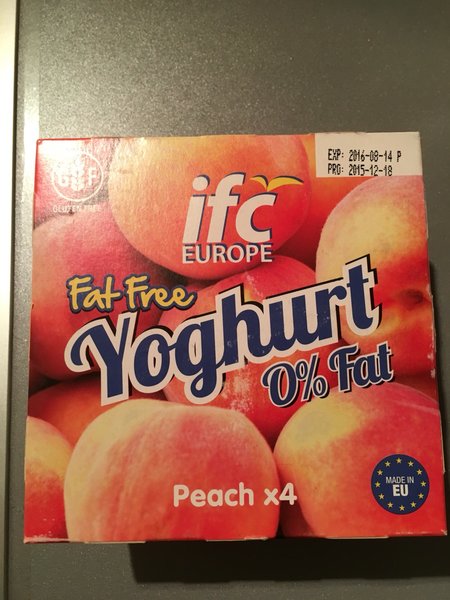 EXP: 2016-08-14 P
PRO: 2015-12-18
GLUTEN FREE
ifc
EUROPE
Fat Free
Yoghurt
0% Fat
Peach x4
MADE IN
EU